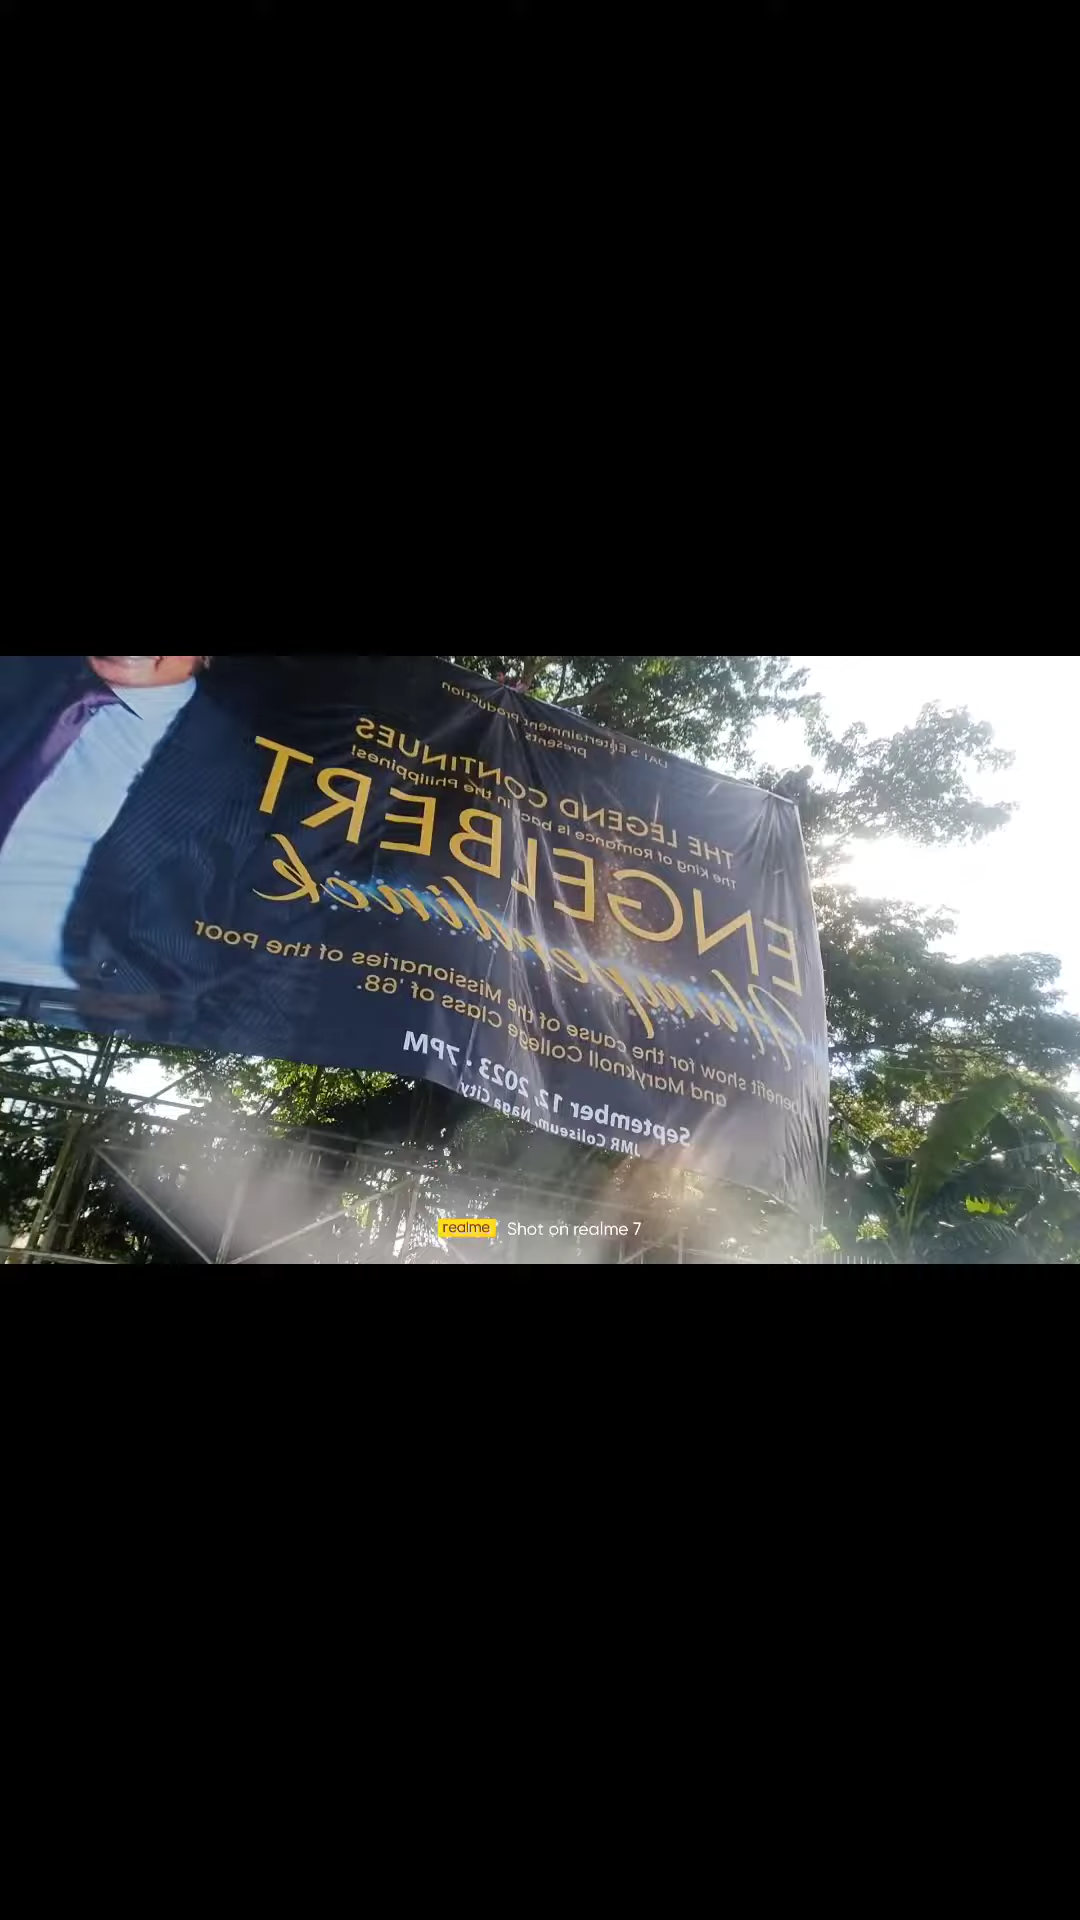 Entertainment Production
presents
THE LEGEND CONTINUES
The King of Romance is back in the Philippines!
ENGELBERT
Humperdinck
benefit show for the cause of the Missionaries of the Poor
and Maryknoll College Class of '68.
September 12, 2023 • 7PM
JMR Coliseum, Naga City
realme Shot on realme 7